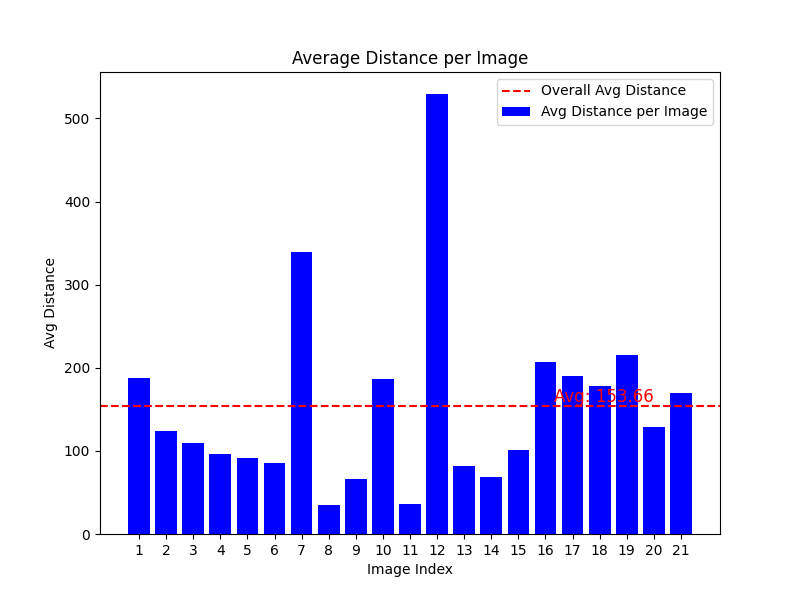 Average Distance per Image
Overall Avg Distance
Avg Distance per Image
500
400
300
200
100
0
Avg Distance
Avg: 153.66
1 2 3 4 5 6 7 8 9 10 11 12 13 14 15 16 17 18 19 20 21
Image Index